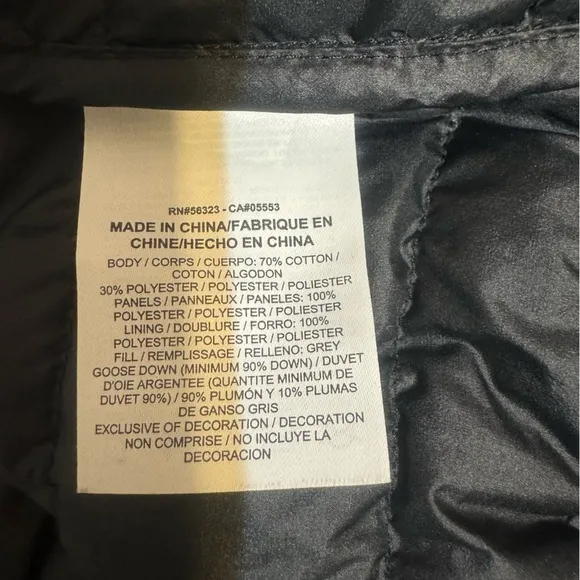 RN#56323 - CA#05553
MADE IN CHINA/FABRIQUE EN
CHINE/HECHO EN CHINA
BODY / CORPS / CUERPO: 70% COTTON /
COTON / ALGODON
30% POLYESTER / POLYESTER / POLIESTER
PANELS / PANNEAUX / PANELES: 100%
POLYESTER / POLYESTER / POLIESTER
LINING / DOUBLURE / FORRO: 100%
POLYESTER / POLYESTER / POLIESTER
FILL / REMPLISSAGE / RELLENO: GREY
GOOSE DOWN (MINIMUM 90% DOWN) / DUVET
D'OIE ARGENTEE (QUANTITE MINIMUM DE
DUVET 90%) / 90% PLUMÓN Y 10% PLUMAS
DE GANSO GRIS
EXCLUSIVE OF DECORATION / DECORATION
NON COMPRISE / NO INCLUYE LA
DECORACION